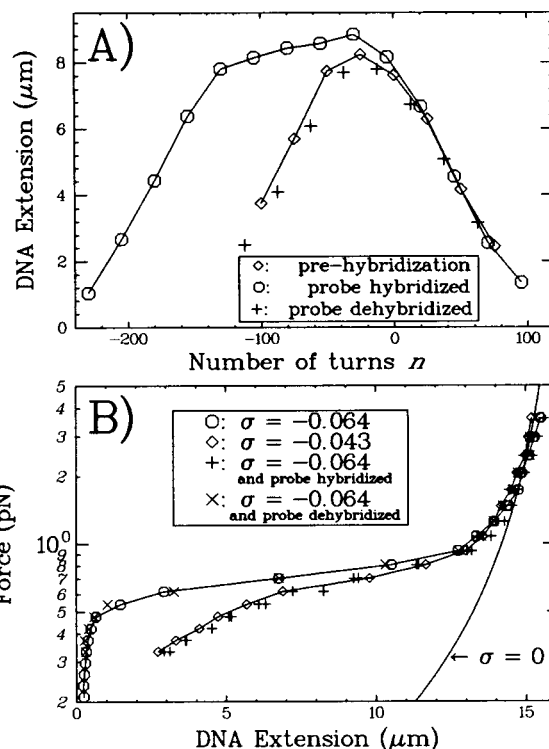 A)
DNA Extension (μm)
8
6
4
2
0
◇: pre-hybridization
○: probe hybridized
+: probe dehybridized
−200 −100 0 100
Number of turns n
B)
Force (pN)
5
4
3
2
10⁰
9
8
7
6
5
4
3
2
○: σ = −0.064
◇: σ = −0.043
+: σ = −0.064
and probe hybridized
×: σ = −0.064
and probe dehybridized
← σ = 0
0 5 10 15
DNA Extension (μm)